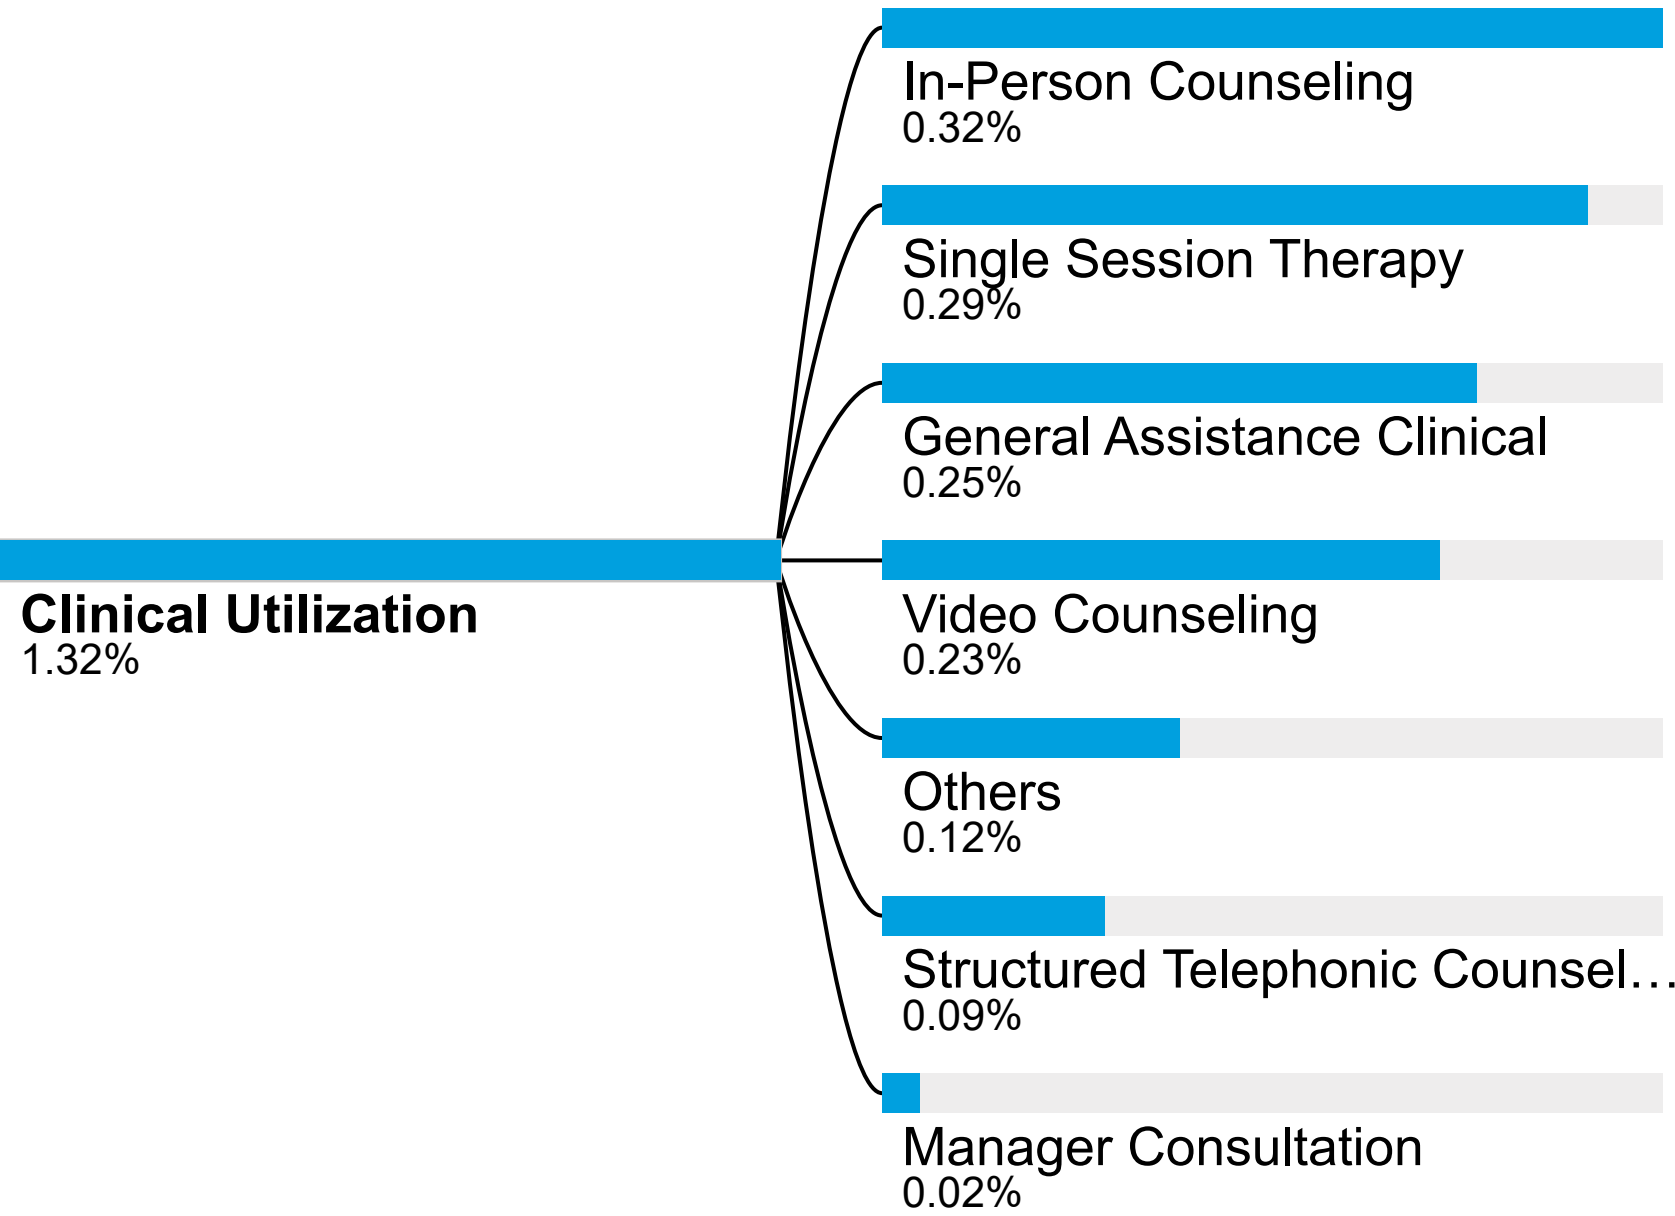 In-Person Counseling
0.32%
Single Session Therapy
0.29%
General Assistance Clinical
0.25%
Clinical Utilization
1.32%
Video Counseling
0.23%
Others
0.12%
Structured Telephonic Counsel…
0.09%
Manager Consultation
0.02%